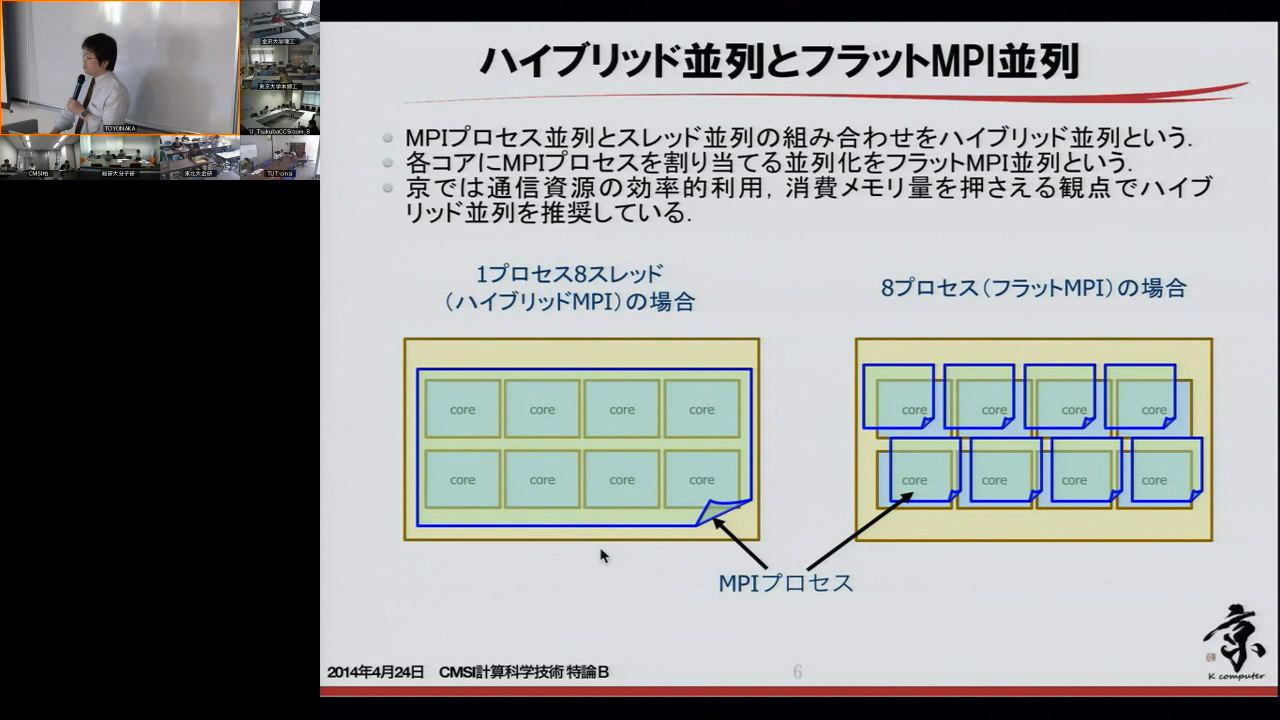 TOYONAKA
金沢大学理工
東京大学本郷工
U_TsukubaCCSroom_B
CMSI柏
総研大分子研
東北大金研
TUT-cmsi
ハイブリッド並列とフラットMPI並列
MPIプロセス並列とスレッド並列の組み合わせをハイブリッド並列という.
各コアにMPIプロセスを割り当てる並列化をフラットMPI並列という.
京では通信資源の効率的利用, 消費メモリ量を押さえる観点でハイブ
リッド並列を推奨している.
1プロセス8スレッド
(ハイブリッドMPI)の場合
8プロセス(フラットMPI)の場合
core core core core
core core core core
core core core core
core core core core
MPIプロセス
2014年4月24日 CMSI計算科学技術 特論B
6
京
K computer